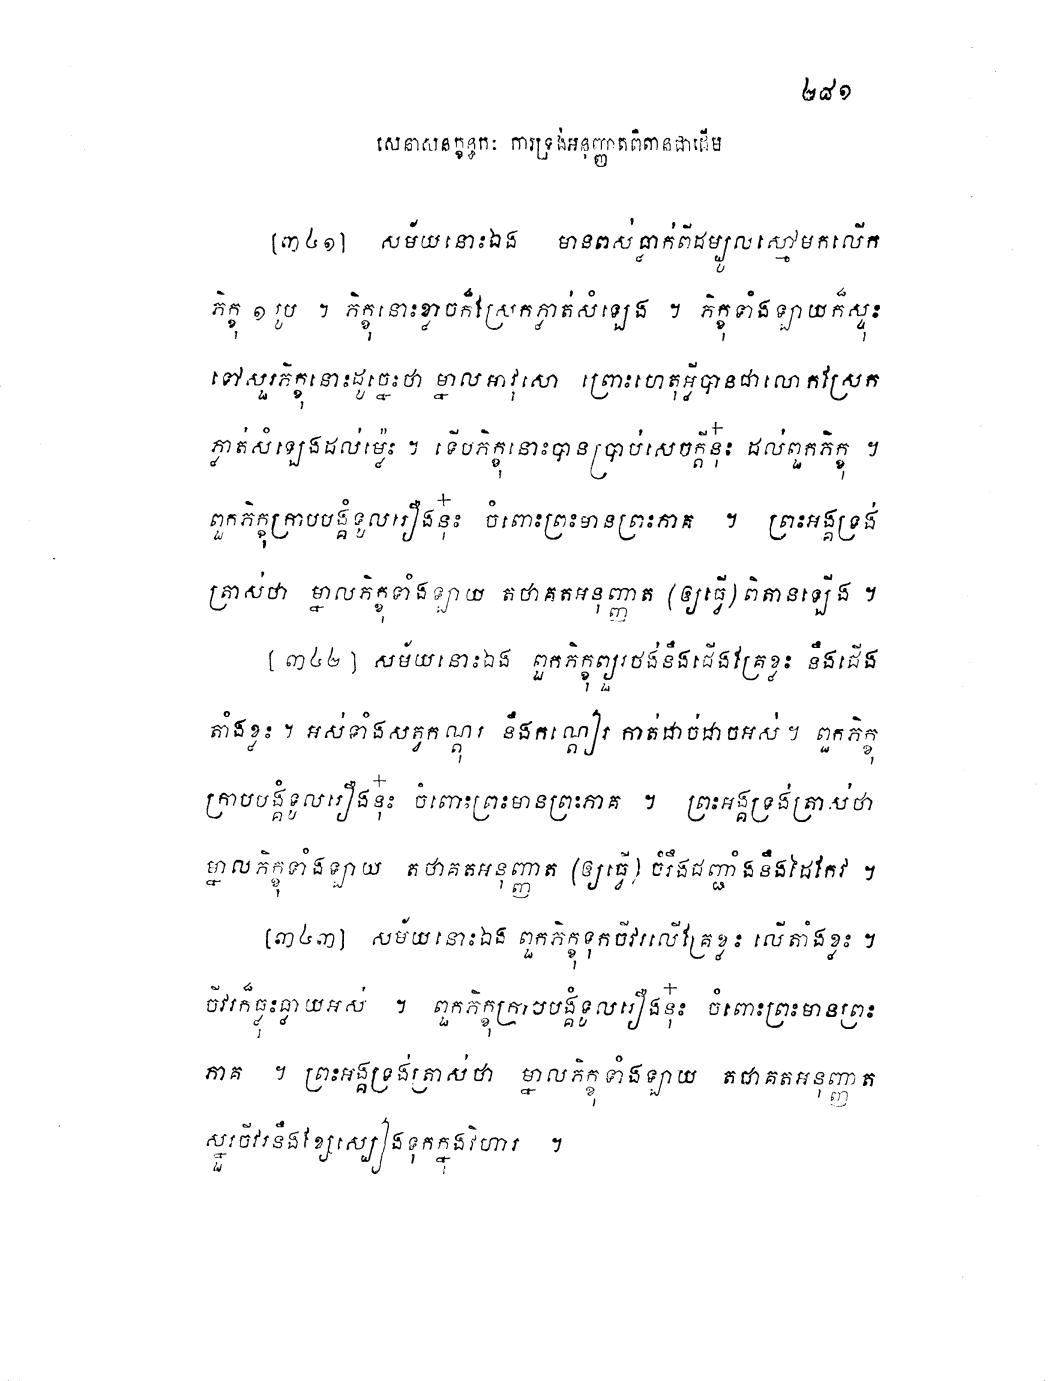 ២៨១
សេនាសនក្ខន្ធកៈ ការទ្រង់អនុញ្ញាតពិតានជាដើម
[៣៤១] សម័យនោះឯង មានពស់ធ្លាក់ពីដម្បូលស្មៅមកលើក
ភិក្ខុ ១ រូប ។ ភិក្ខុនោះខ្លាចក៏ស្រែកភ្ញាត់សំឡេង ។ ភិក្ខុទាំងឡាយក៏ស្ទុះ
ទៅសួរភិក្ខុនោះដូច្នេះថា ម្នាលអាវុសោ ព្រោះហេតុអ្វីបានជាលោកស្រែក
ភ្ញាត់សំឡេងដល់ម៉្លេះ ។ ទើបភិក្ខុនោះបានប្រាប់សេចក្តីនុ៎ះ ដល់ពួកភិក្ខុ ។
ពួកភិក្ខុក្រាបបង្គំទូលរឿងនុ៎ះ ចំពោះព្រះមានព្រះភាគ ។ ព្រះអង្គទ្រង់
ត្រាស់ថា ម្នាលភិក្ខុទាំងឡាយ តថាគតអនុញ្ញាត (ឲ្យធ្វើ) ពិតានឡើង ។
[៣៤២] សម័យនោះឯង ពួកភិក្ខុព្យួរថង់នឹងជើងគ្រែខ្លះ នឹងជើង
តាំងខ្លះ ។ អស់ទាំងសត្វកណ្តុរ នឹងកណ្តៀរ កាត់ដាច់ដាចអស់ ។ ពួកភិក្ខុ
ក្រាបបង្គំទូលរឿងនុ៎ះ ចំពោះព្រះមានព្រះភាគ ។ ព្រះអង្គទ្រង់ត្រាស់ថា
ម្នាលភិក្ខុទាំងឡាយ តថាគតអនុញ្ញាត (ឲ្យធ្វើ) ចំរឹងជញ្ជាំងនឹងដៃកែវ ។
[៣៤៣] សម័យនោះឯង ពួកភិក្ខុទុកចីវរលើគ្រែខ្លះ លើតាំងខ្លះ ។
ចីវរក៏ធ្លុះធ្លាយអស់ ។ ពួកភិក្ខុក្រាបបង្គំទូលរឿងនុ៎ះ ចំពោះព្រះមានព្រះ
ភាគ ។ ព្រះអង្គទ្រង់ត្រាស់ថា ម្នាលភិក្ខុទាំងឡាយ តថាគតអនុញ្ញាត
ស្នួរចីវរនឹងខ្សែស្បៀងទុកក្នុងវិហារ ។